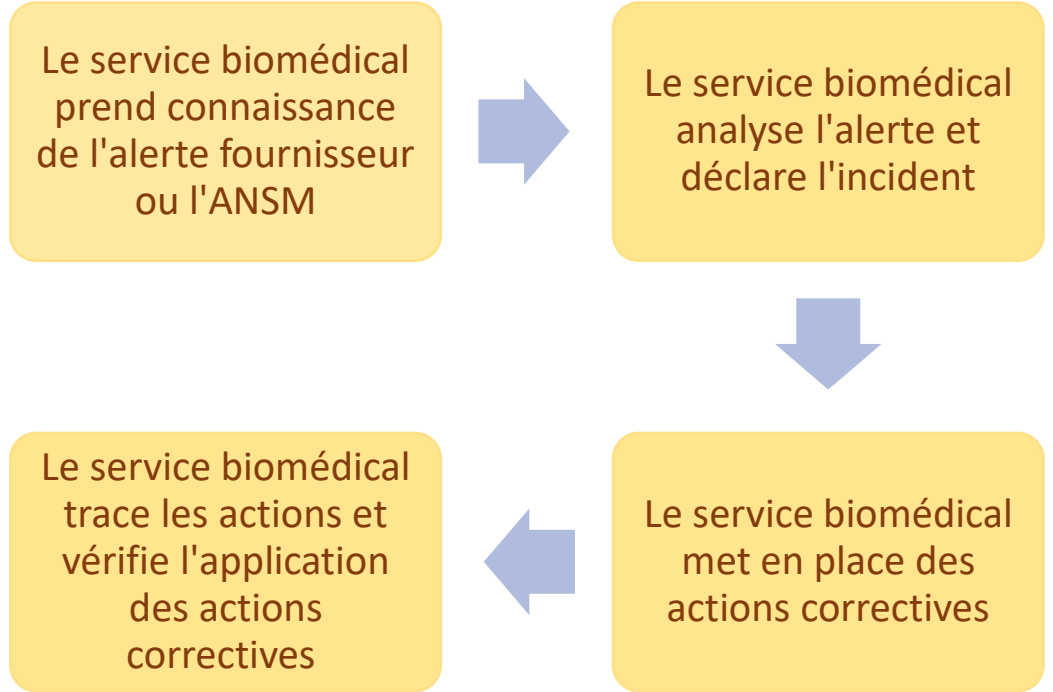 Le service biomédical
prend connaissance
de l'alerte fournisseur
ou l'ANSM
Le service biomédical
analyse l'alerte et
déclare l'incident
Le service biomédical
met en place des
actions correctives
Le service biomédical
trace les actions et
vérifie l'application
des actions
correctives